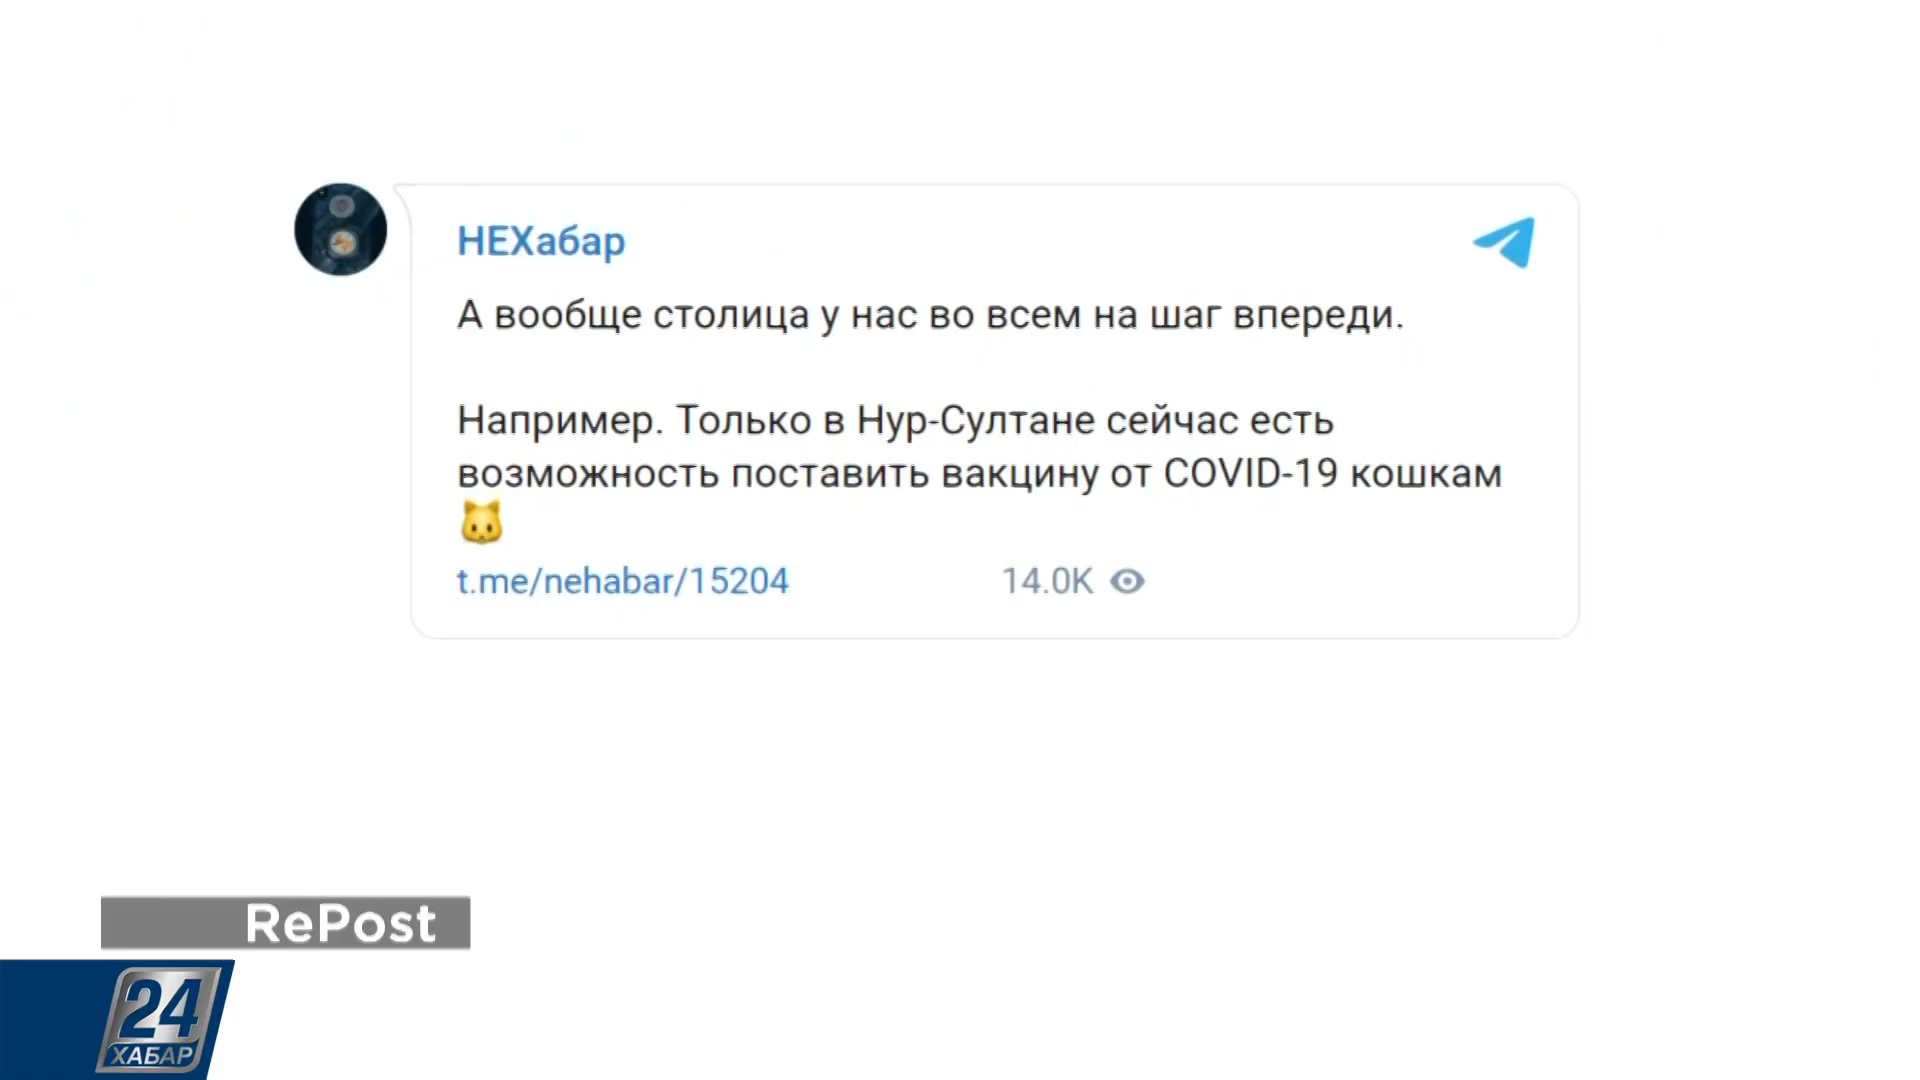 НЕХабар
А вообще столица у нас во всем на шаг впереди.
Например. Только в Нур-Султане сейчас есть
возможность поставить вакцину от COVID-19 кошкам
🐱
t.me/nehabar/15204 14.0K
RePost
24
ХАБАР